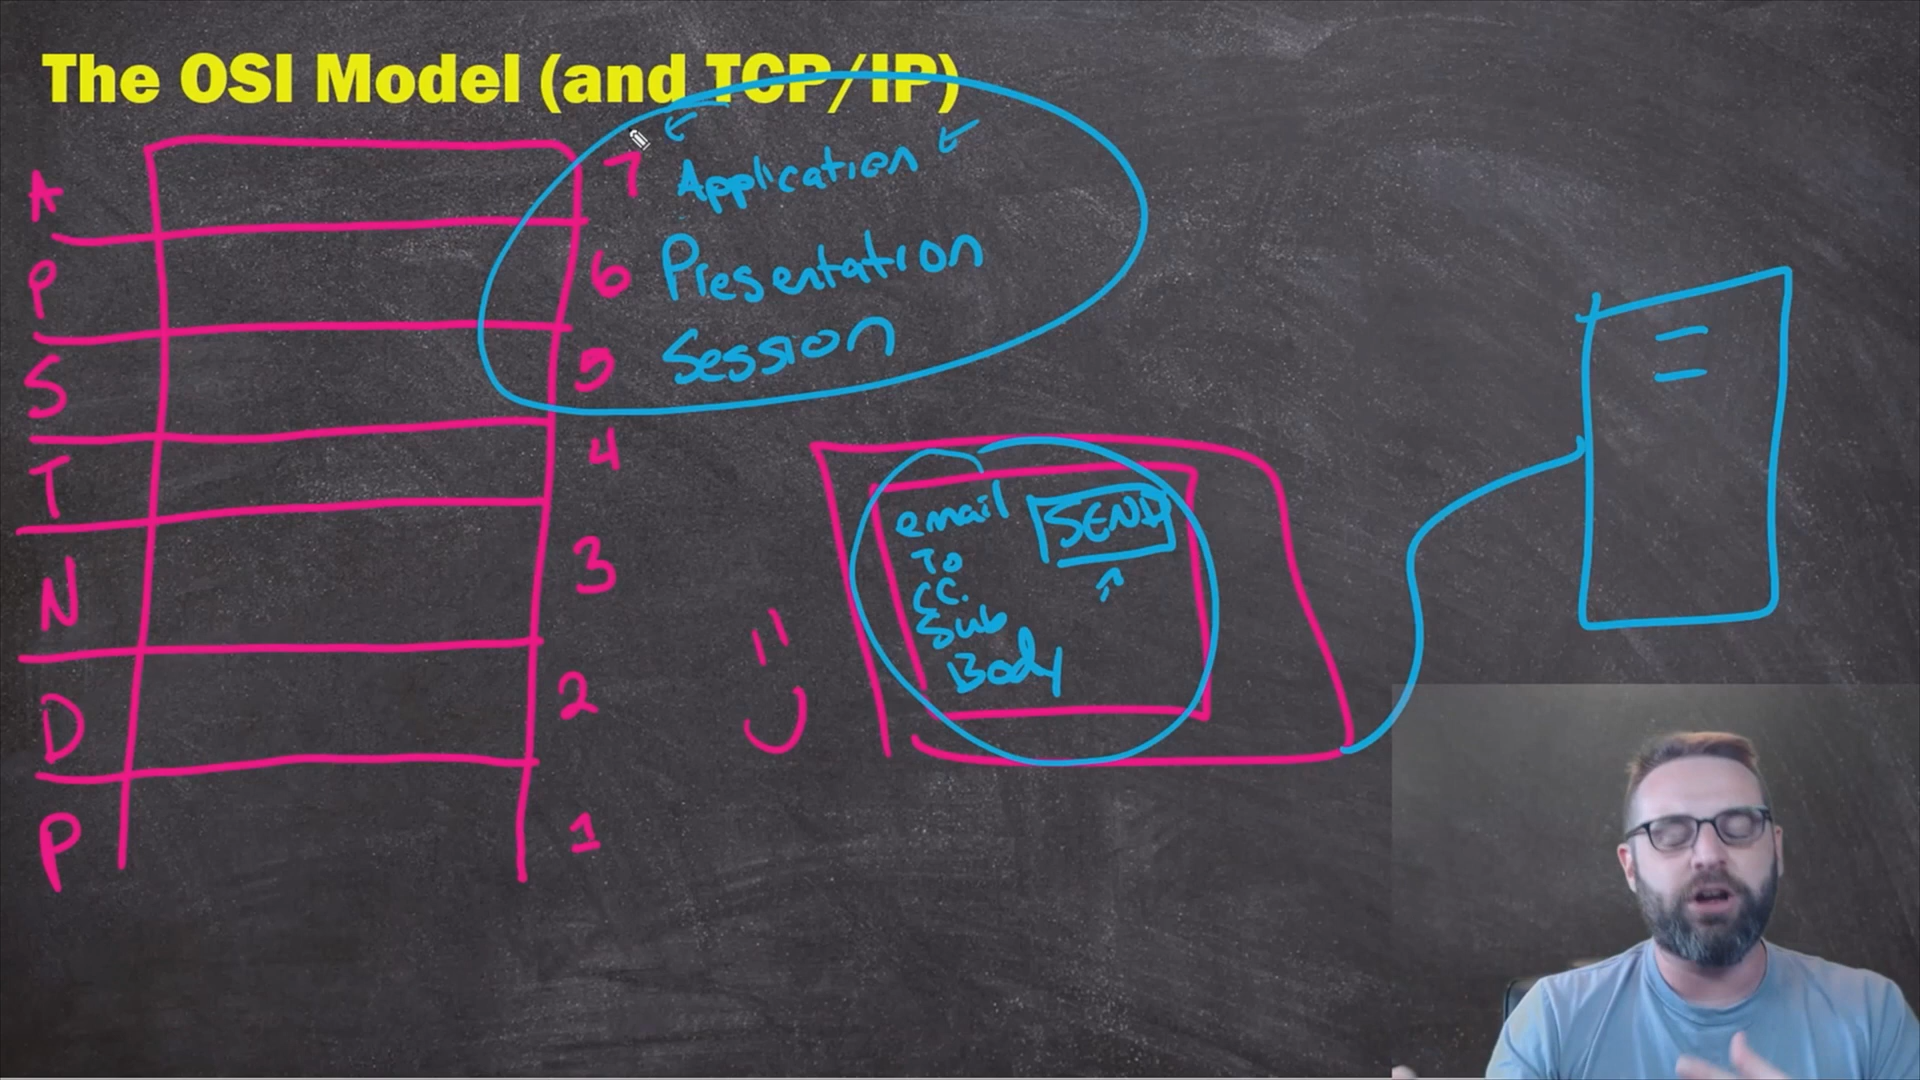 The OSI Model (and TCP/IP)
A 7 Application
P 6 Presentation
S 5 Session
T 4
N 3
D 2
P 1
email SEND
To
CC.
Sub
Body